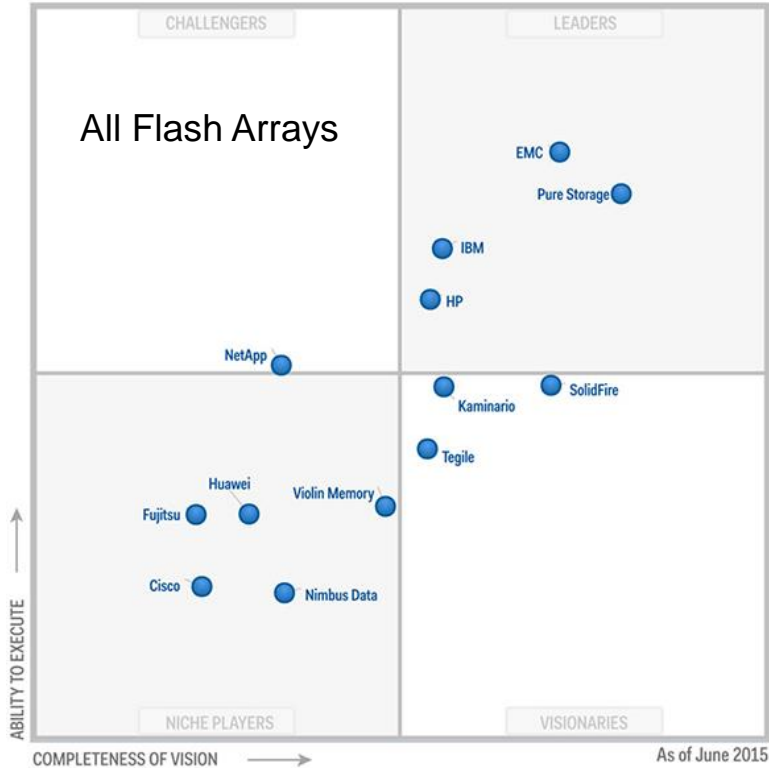 CHALLENGERS
LEADERS
All Flash Arrays
EMC
Pure Storage
IBM
HP
NetApp
SolidFire
Kaminario
Tegile
Huawei
Violin Memory
Fujitsu
Cisco
Nimbus Data
ABILITY TO EXECUTE
NICHE PLAYERS
VISIONARIES
COMPLETENESS OF VISION
As of June 2015